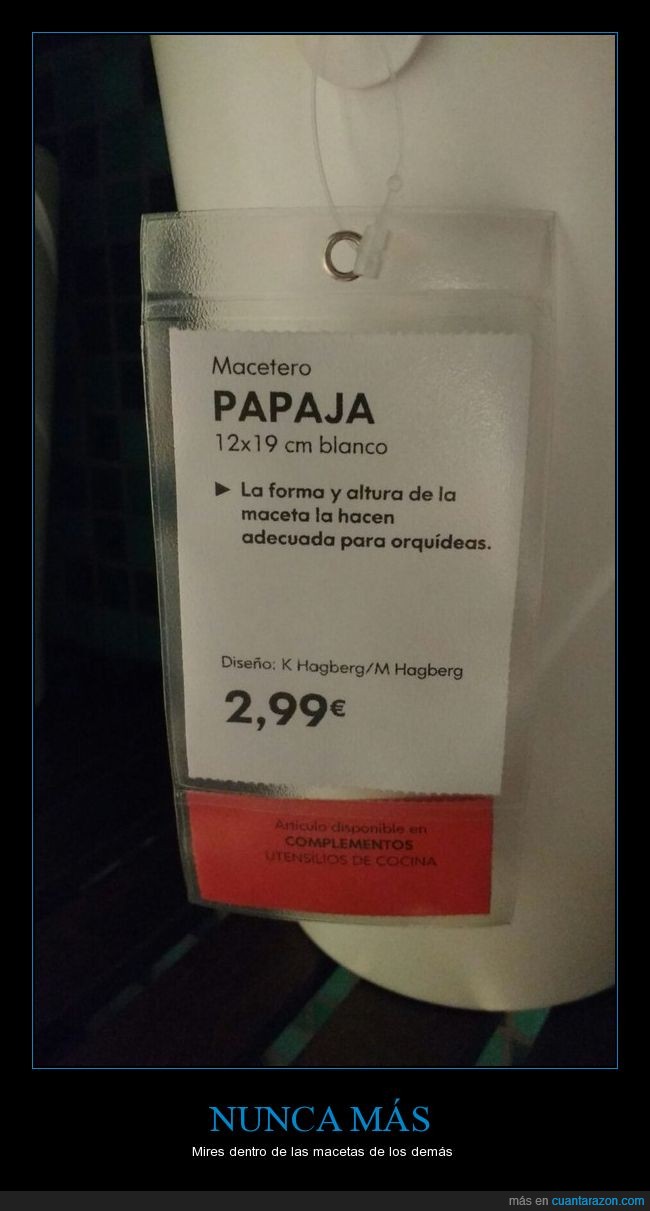 Macetero
PAPAJA
12x19 cm blanco
► La forma y altura de la
maceta la hacen
adecuada para orquídeas.
Diseño: K Hagberg/M Hagberg
2,99€
Artículo disponible en
COMPLEMENTOS
UTENSILIOS DE COCINA
NUNCA MÁS
Mires dentro de las macetas de los demás
más en cuantarazon.com